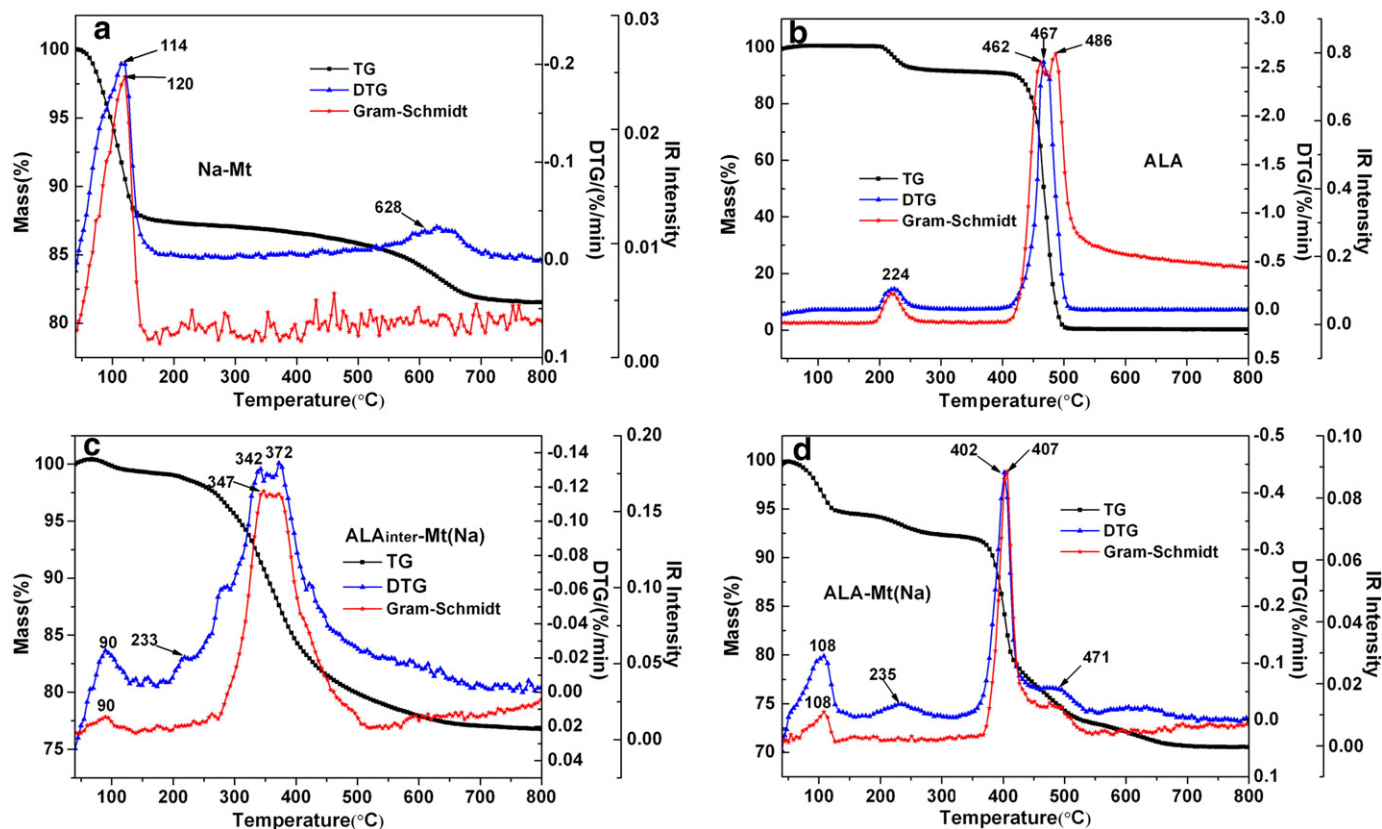 a
114
120
TG
DTG
Gram-Schmidt
Na-Mt
628
100
95
90
85
80
Mass(%)
-0.2
-0.1
0.0
0.1
DTG/(%/min)
0.03
0.02
0.01
0.00
IR Intensity
100 200 300 400 500 600 700 800
Temperature(°C)
b
467
462
486
TG
DTG
Gram-Schmidt
ALA
224
100
80
60
40
20
0
Mass(%)
-3.0
-2.5
-2.0
-1.5
-1.0
-0.5
0.0
0.5
DTG/(%/min)
0.8
0.6
0.4
0.2
0.0
IR Intensity
100 200 300 400 500 600 700 800
Temperature(°C)
c
342 372
347
ALAinter-Mt(Na)
TG
DTG
Gram-Schmidt
233
90
90
100
95
90
85
80
75
Mass(%)
-0.14
-0.12
-0.10
-0.08
-0.06
-0.04
-0.02
0.00
0.02
0.04
DTG/(%/min)
0.20
0.15
0.10
0.05
0.00
IR Intensity
100 200 300 400 500 600 700 800
Temperature(°C)
d
402 407
TG
DTG
Gram-Schmidt
ALA-Mt(Na)
108
108
235
471
100
95
90
85
80
75
70
Mass(%)
-0.5
-0.4
-0.3
-0.2
-0.1
0.0
0.1
DTG/(%/min)
0.10
0.08
0.06
0.04
0.02
0.00
IR Intensity
100 200 300 400 500 600 700 800
Temperature(°C)